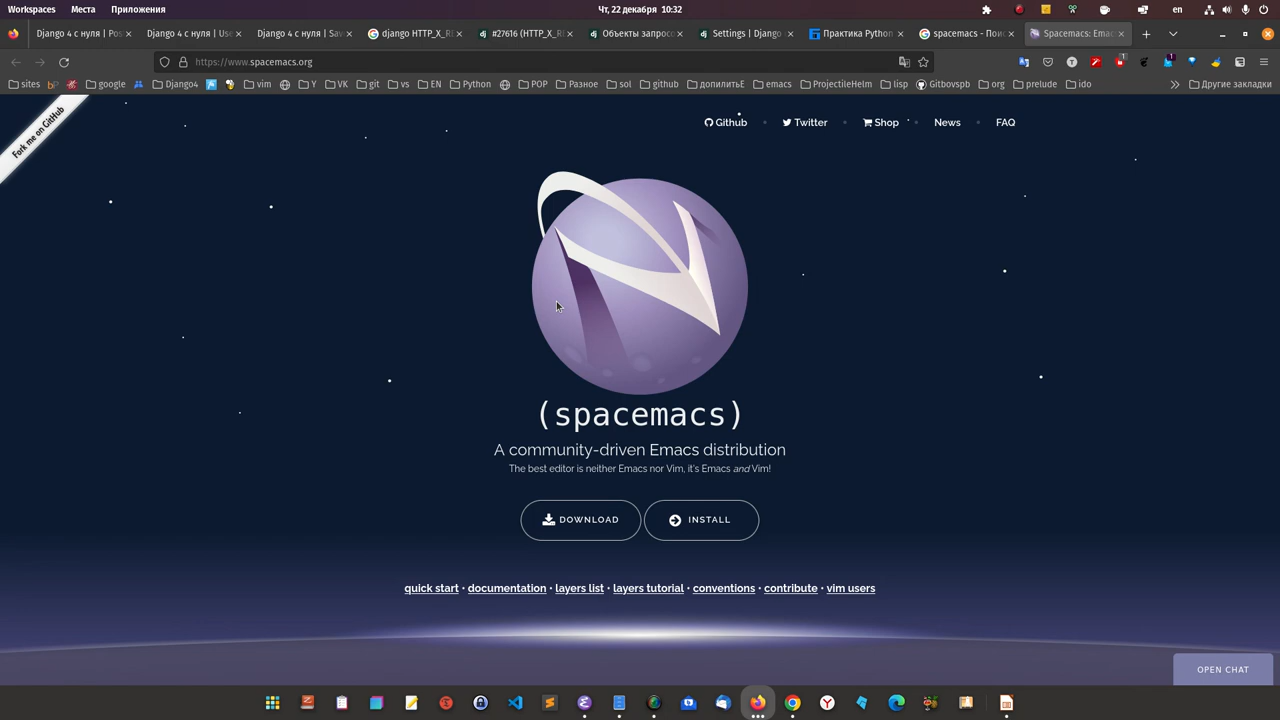 Workspaces Места Приложения Чт, 22 декабря 10:32 en
Django 4 с нуля | Pos Django 4 с нуля | Use Django 4 с нуля | Sav django HTTP_X_RE #27616 (HTTP_X_RE Объекты запросо Settings | Django Практика Python spacemacs - Поис Spacemacs: Emac
https://www.spacemacs.org
sites google Django4 vim Y VK git vs EN Python POP Разное sol github допилитьЕ emacs ProjectileHelm lisp Gitbovspb org prelude ido Другие закладки
Fork me on GitHub
Github Twitter Shop News FAQ
(spacemacs)
A community-driven Emacs distribution
The best editor is neither Emacs nor Vim, it's Emacs and Vim!
DOWNLOAD INSTALL
quick start · documentation · layers list · layers tutorial · conventions · contribute · vim users
OPEN CHAT